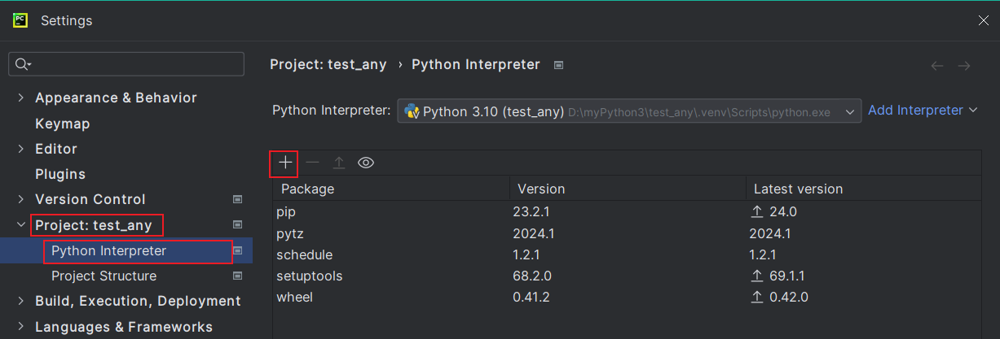 PC
Settings
Project: test_any › Python Interpreter
Appearance & Behavior
Keymap
Editor
Plugins
Version Control
Project: test_any
Python Interpreter
Project Structure
Build, Execution, Deployment
Languages & Frameworks
Python Interpreter: Python 3.10 (test_any) D:\myPython3\test_any\.venv\Scripts\python.exe Add Interpreter
Package Version Latest version
pip 23.2.1 24.0
pytz 2024.1 2024.1
schedule 1.2.1 1.2.1
setuptools 68.2.0 69.1.1
wheel 0.41.2 0.42.0